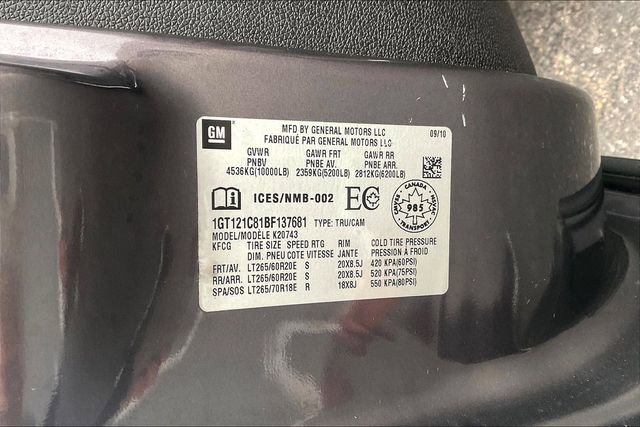 GM
MFD BY GENERAL MOTORS LLC 09/10
FABRIQUÉ PAR GENERAL MOTORS LLC
GVWR GAWR FRT GAWR RR
PNBV PNBE AV. PNBE ARR.
4536KG(10000LB) 2359KG(5200LB) 2812KG(6200LB)
ICES/NMB-002 EC
CANADA
985
TRANSPORT
1GT121C81BF137681 TYPE: TRU/CAM
MODEL/MODÈLE K20743
KFCG TIRE SIZE SPEED RTG RIM COLD TIRE PRESSURE
DIM. PNEU COTE VITESSE JANTE PRESSION À FROID
FRT/AV. LT265/60R20E S 20X8.5J 420 KPA(60PSI)
RR/ARR. LT265/60R20E S 20X8.5J 520 KPA(75PSI)
SPA/SOS LT265/70R18E R 18X8J 550 KPA(80PSI)